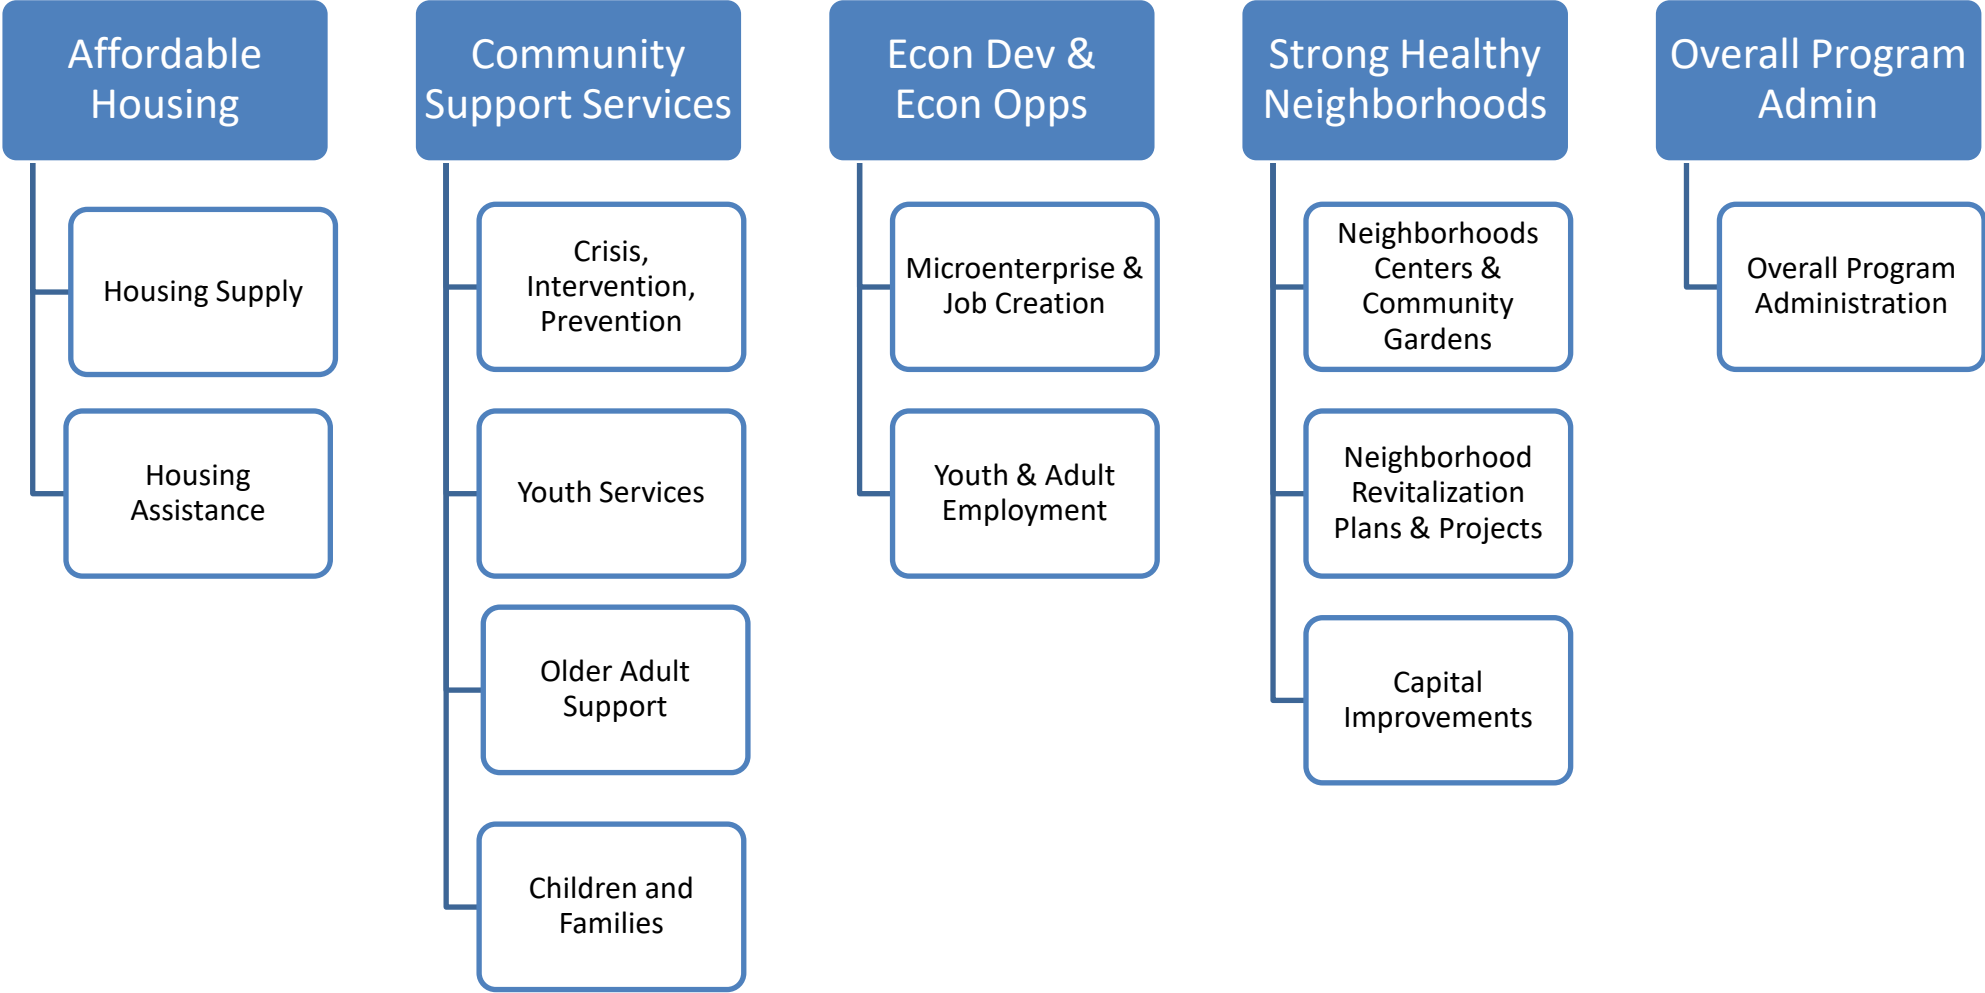 Affordable
Housing
Housing Supply
Housing
Assistance
Community
Support Services
Crisis,
Intervention,
Prevention
Youth Services
Older Adult
Support
Children and
Families
Econ Dev &
Econ Opps
Microenterprise &
Job Creation
Youth & Adult
Employment
Strong Healthy
Neighborhoods
Neighborhoods
Centers &
Community
Gardens
Neighborhood
Revitalization
Plans & Projects
Capital
Improvements
Overall Program
Admin
Overall Program
Administration